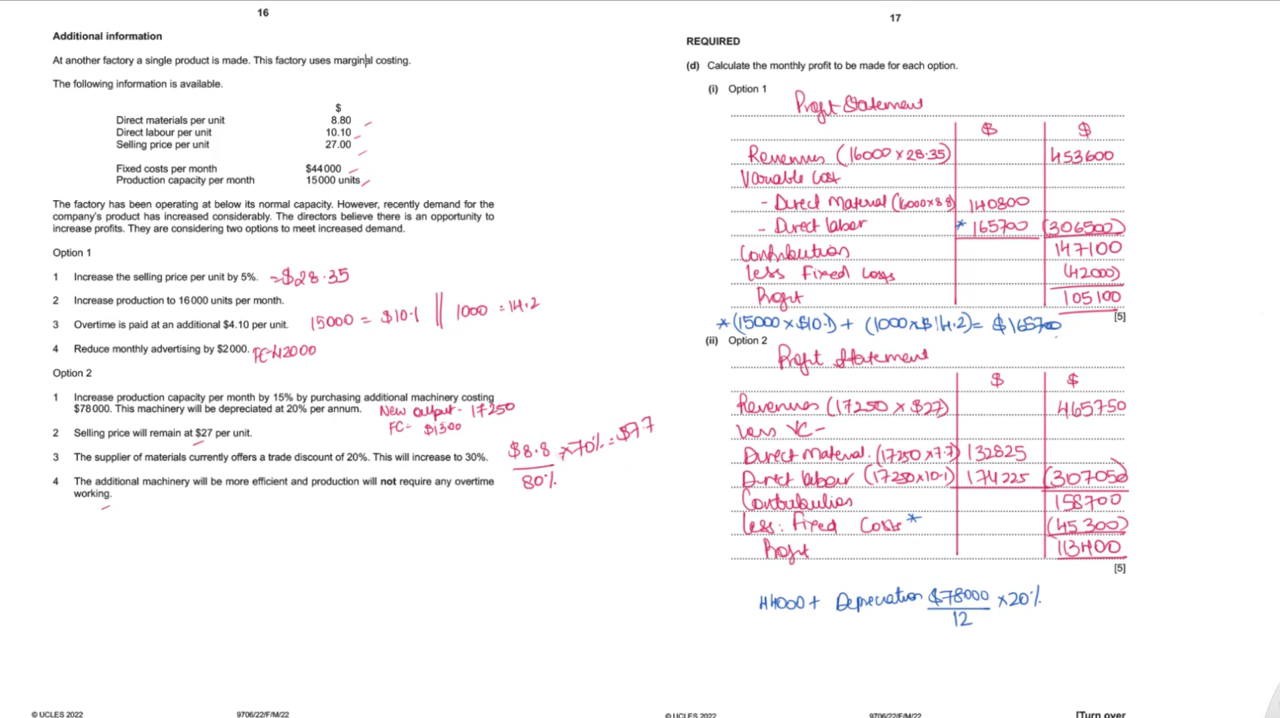 16
Additional information
At another factory a single product is made. This factory uses marginal costing.
The following information is available.
$
Direct materials per unit 8.80
Direct labour per unit 10.10
Selling price per unit 27.00
Fixed costs per month $44 000
Production capacity per month 15 000 units
The factory has been operating at below its normal capacity. However, recently demand for the
company's product has increased considerably. The directors believe there is an opportunity to
increase profits. They are considering two options to meet increased demand.
Option 1
1 Increase the selling price per unit by 5%. = $28.35
2 Increase production to 16 000 units per month.
3 Overtime is paid at an additional $4.10 per unit. 15000 = $10.1 || 1000 = 14.2
4 Reduce monthly advertising by $2 000. FC-42000
Option 2
1 Increase production capacity per month by 15% by purchasing additional machinery costing
$78 000. This machinery will be depreciated at 20% per annum. New output - 17250
FC= $1300
2 Selling price will remain at $27 per unit.
3 The supplier of materials currently offers a trade discount of 20%. This will increase to 30%.
$8.8 × 70% = $7.7
80%
4 The additional machinery will be more efficient and production will not require any overtime
working.
© UCLES 2022 9706/22/F/M/22
17
REQUIRED
(d) Calculate the monthly profit to be made for each option.
(i) Option 1
Profit Statement
$ $
Revenues (16000 × 28.35) 453600
Variable Cost
- Direct Material (16000×8.8) 140800
- Direct labor * 165700 (306500)
Contribution 147100
less Fixed Costs (42000)
Profit 105100
[5]
* (15000 × $10.1) + (1000 × $14.2) = $165700
(ii) Option 2
Profit Statement
$ $
Revenues (17250 × $27) 465750
Less VC -
Direct Material. (17250 ×7.7) 132825
Direct labour (17250×10.1) 174225 (307050)
Contribution 158700
less: Fixed Costs * (45300)
Profit 113400
[5]
44000 + Depreciation $78000 × 20%
12
© UCLES 2022 9706/22/F/M/22 [Turn over